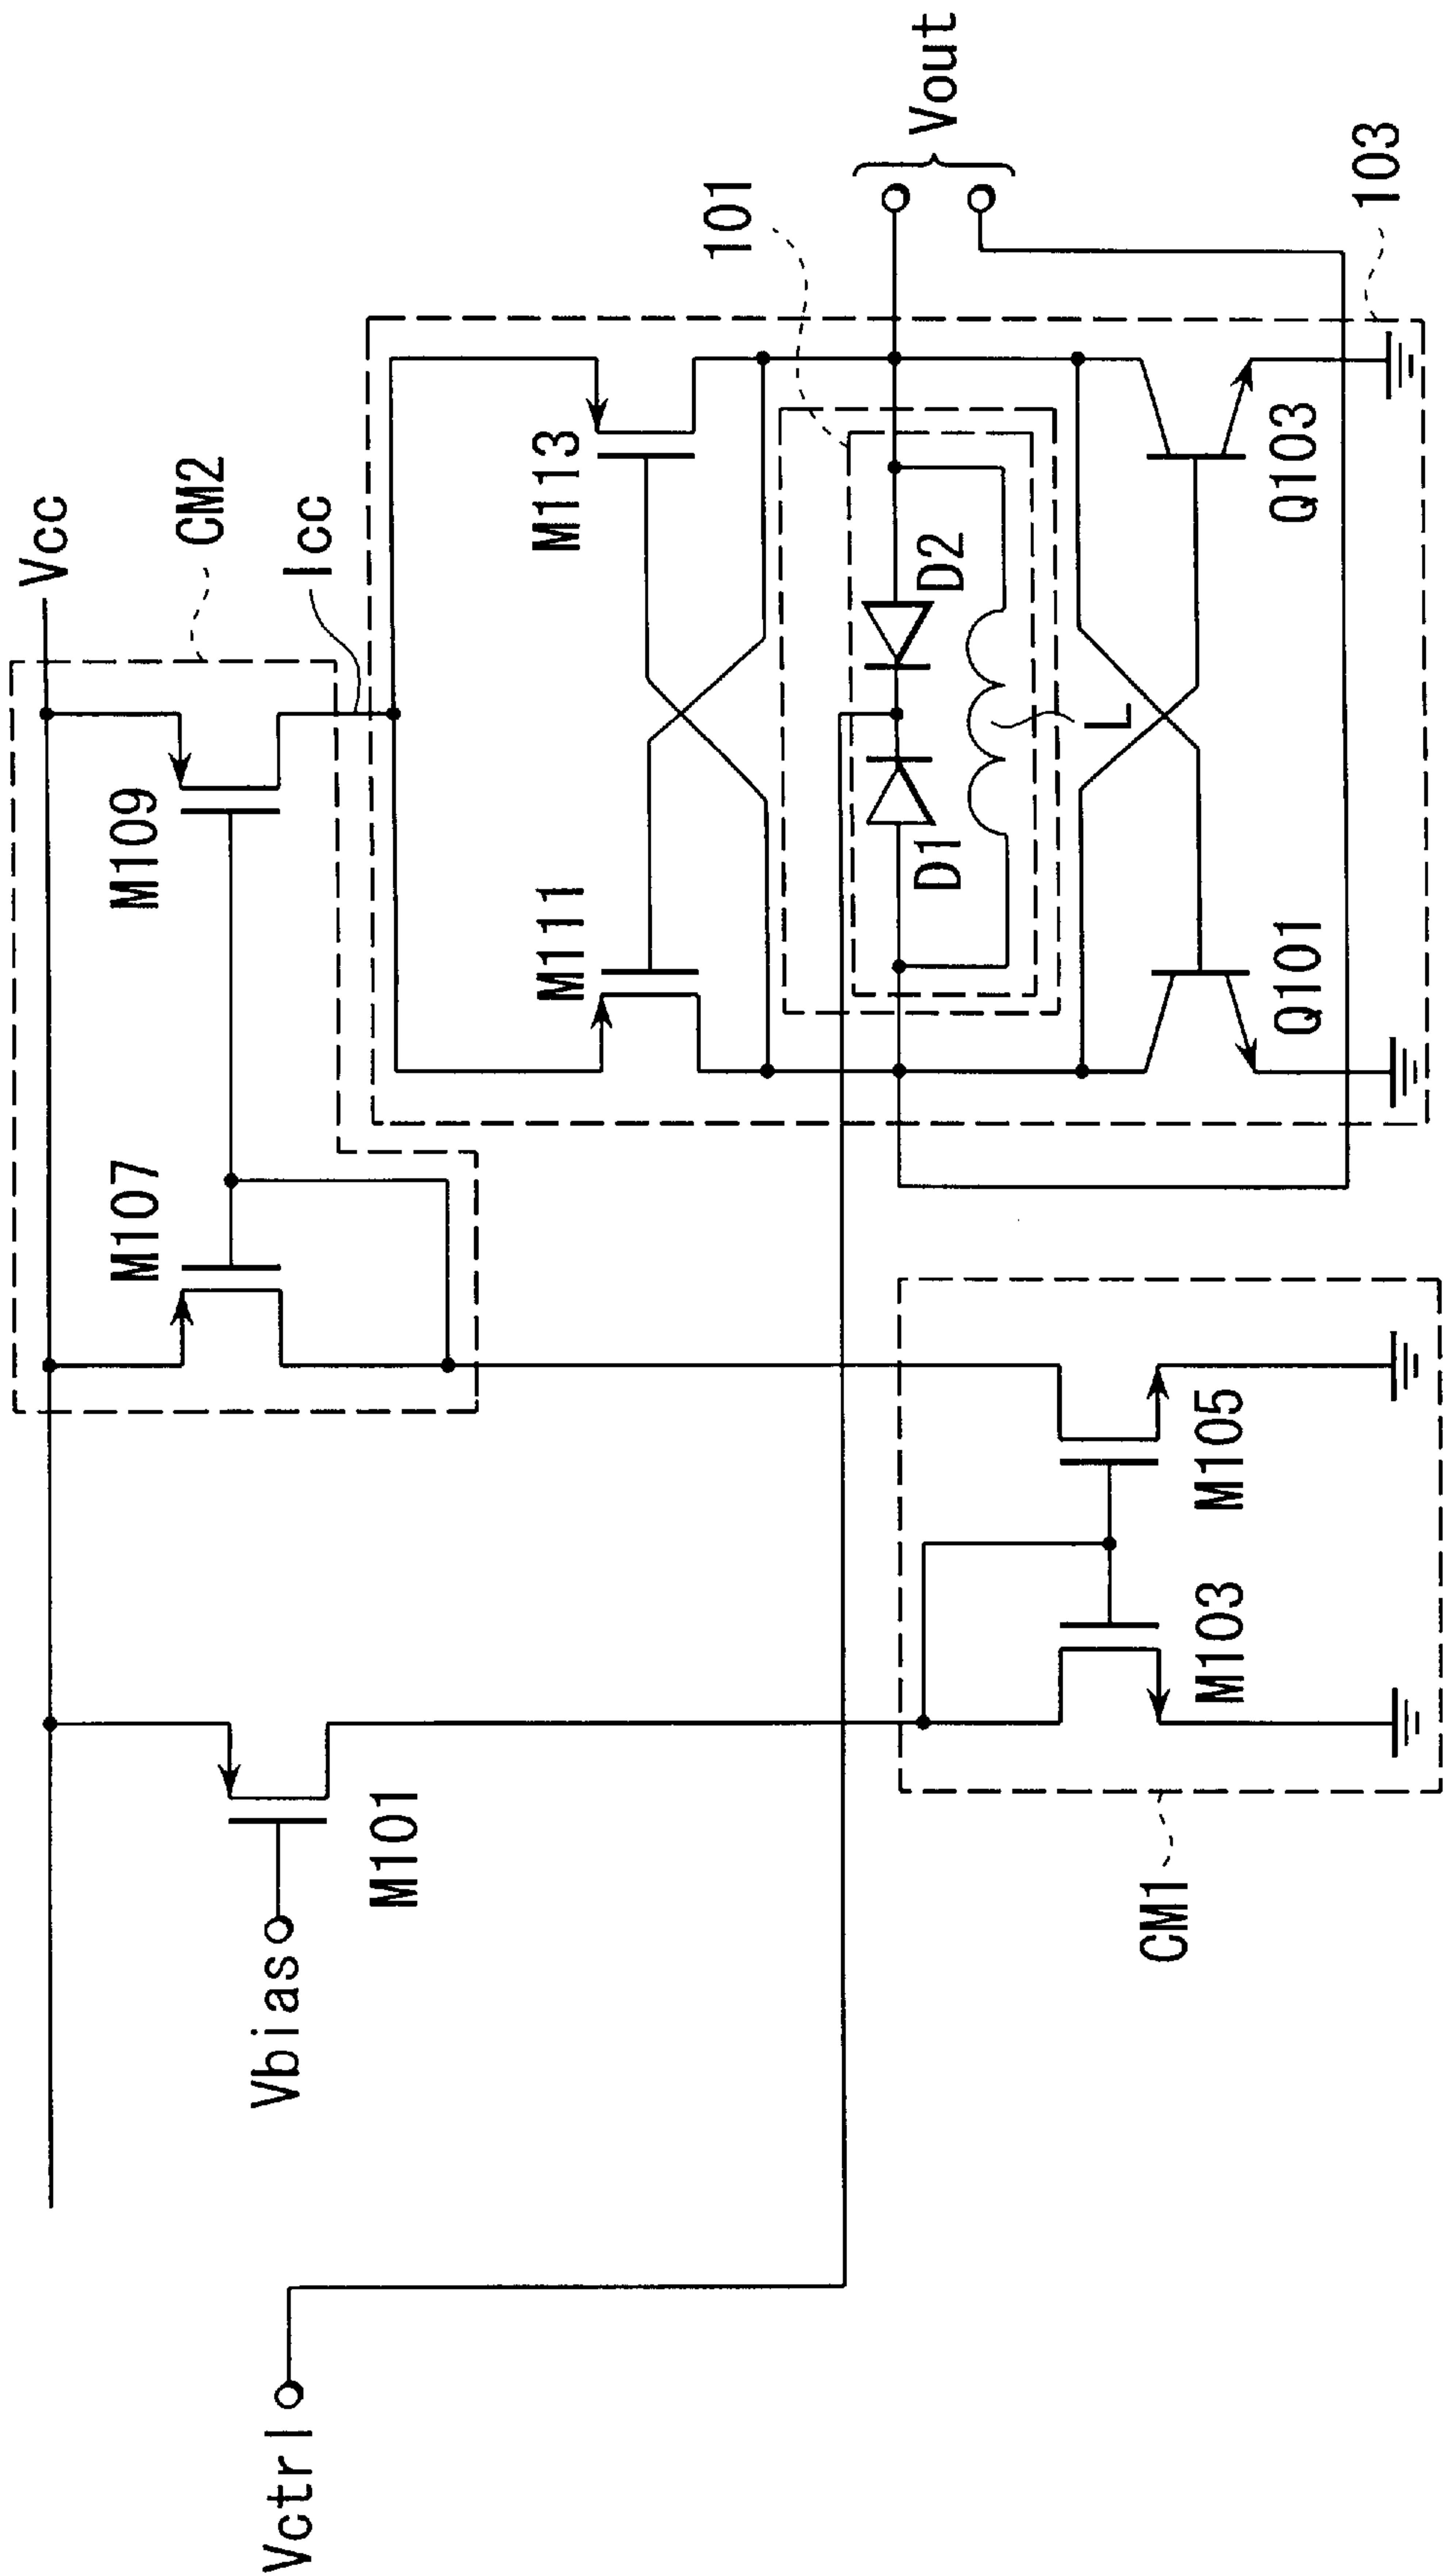 Vcc
CM2
Icc
M107
M109
M101
Vbias
Vctrl
M111
M113
101
Vout
D1
D2
L
Q101
Q103
103
M103
M105
CM1